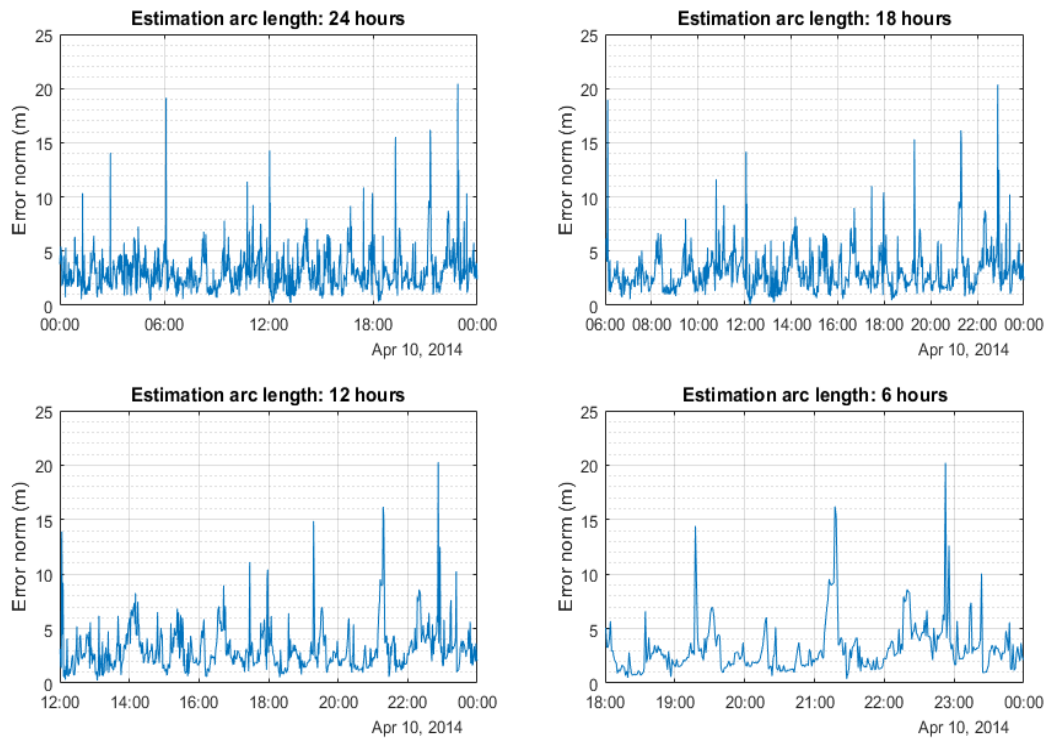 Estimation arc length: 24 hours
Error norm (m)
25
20
15
10
5
0
00:00 06:00 12:00 18:00 00:00
Apr 10, 2014
Estimation arc length: 18 hours
Error norm (m)
25
20
15
10
5
0
06:00 08:00 10:00 12:00 14:00 16:00 18:00 20:00 22:00 00:00
Apr 10, 2014
Estimation arc length: 12 hours
Error norm (m)
25
20
15
10
5
0
12:00 14:00 16:00 18:00 20:00 22:00 00:00
Apr 10, 2014
Estimation arc length: 6 hours
Error norm (m)
25
20
15
10
5
0
18:00 19:00 20:00 21:00 22:00 23:00 00:00
Apr 10, 2014